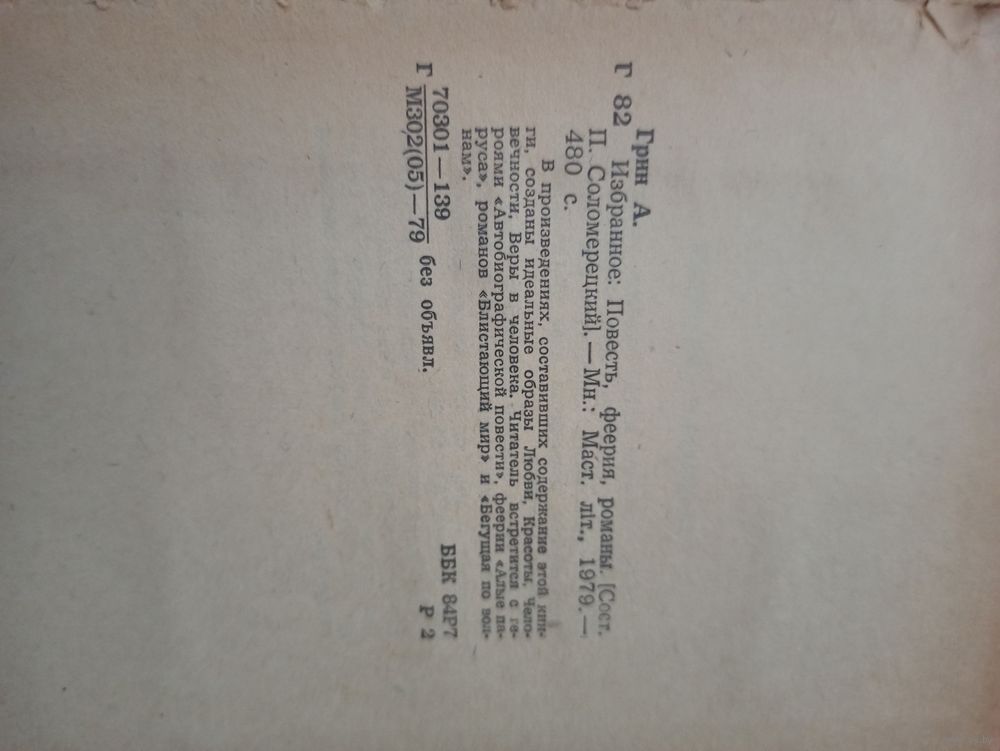 Грин А.
Г 82 Избранное: Повесть, феерия, романы. [Сост.
П. Соломерецкий].— Мн.: Маст. літ., 1979.—
480 с.
В произведениях, составивших содержание этой кни-
ги, созданы идеальные образы Любви, Красоты, Чело-
вечности, Веры в человека. Читатель встретится с ге-
роями «Автобиографической повести», феерии «Алые па-
руса», романов «Блистающий мир» и «Бегущая по вол-
нам».
Г 70301—139
М302(05)—79 без объявл.
ББК 84Р7
Р 2